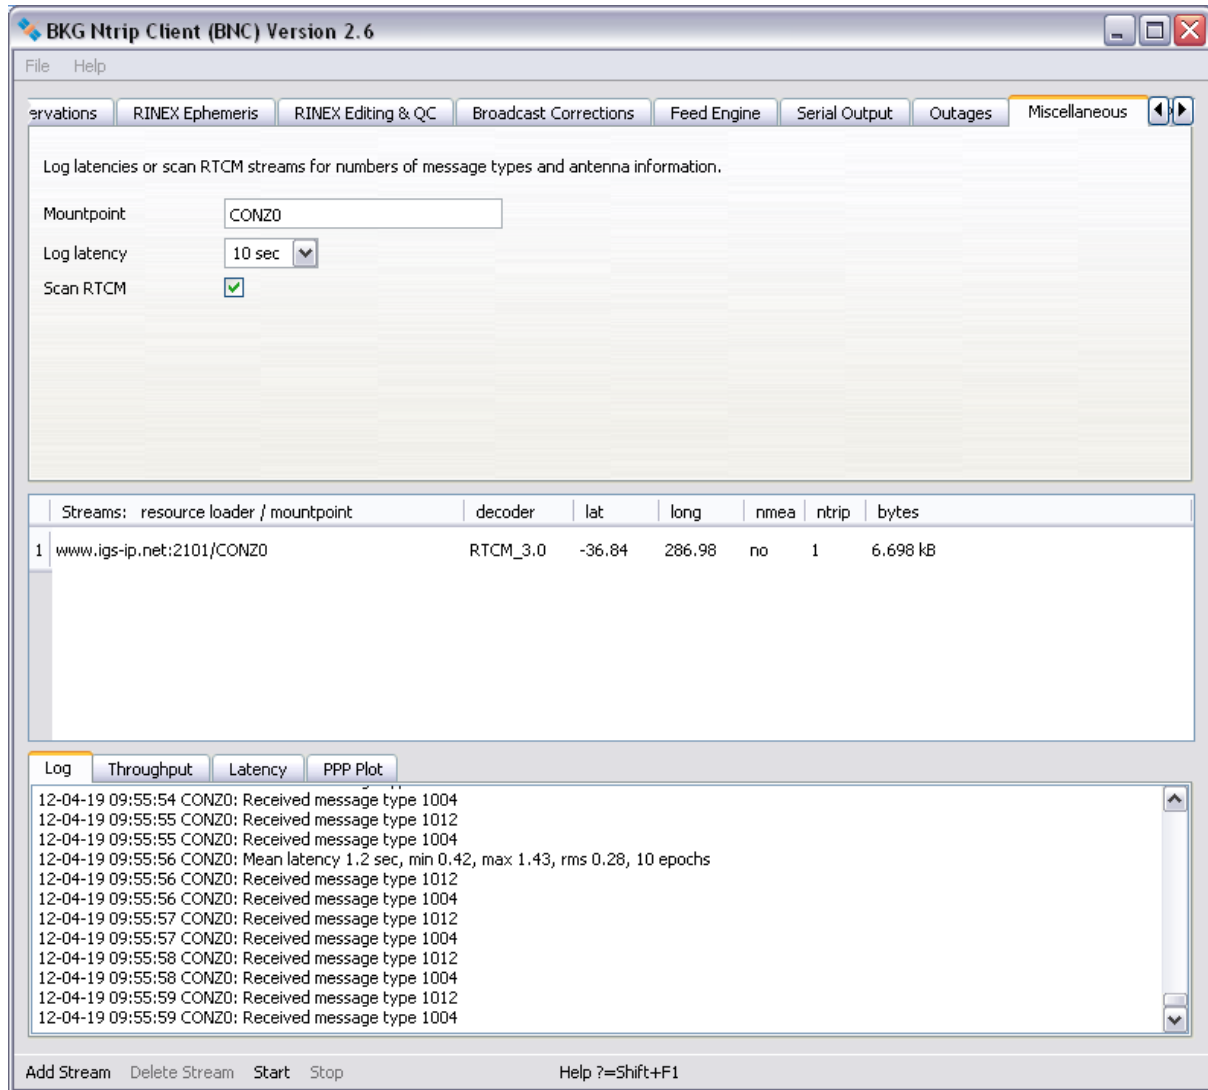 BKG Ntrip Client (BNC) Version 2.6
File Help
ervations RINEX Ephemeris RINEX Editing & QC Broadcast Corrections Feed Engine Serial Output Outages Miscellaneous
Log latencies or scan RTCM streams for numbers of message types and antenna information.
Mountpoint CONZ0
Log latency 10 sec
Scan RTCM
Streams: resource loader / mountpoint decoder lat long nmea ntrip bytes
1 www.igs-ip.net:2101/CONZ0 RTCM_3.0 -36.84 286.98 no 1 6.698 kB
Log Throughput Latency PPP Plot
12-04-19 09:55:54 CONZ0: Received message type 1004
12-04-19 09:55:55 CONZ0: Received message type 1012
12-04-19 09:55:55 CONZ0: Received message type 1004
12-04-19 09:55:56 CONZ0: Mean latency 1.2 sec, min 0.42, max 1.43, rms 0.28, 10 epochs
12-04-19 09:55:56 CONZ0: Received message type 1012
12-04-19 09:55:56 CONZ0: Received message type 1004
12-04-19 09:55:57 CONZ0: Received message type 1012
12-04-19 09:55:57 CONZ0: Received message type 1004
12-04-19 09:55:58 CONZ0: Received message type 1012
12-04-19 09:55:58 CONZ0: Received message type 1004
12-04-19 09:55:59 CONZ0: Received message type 1012
12-04-19 09:55:59 CONZ0: Received message type 1004
Add Stream Delete Stream Start Stop Help ?=Shift+F1